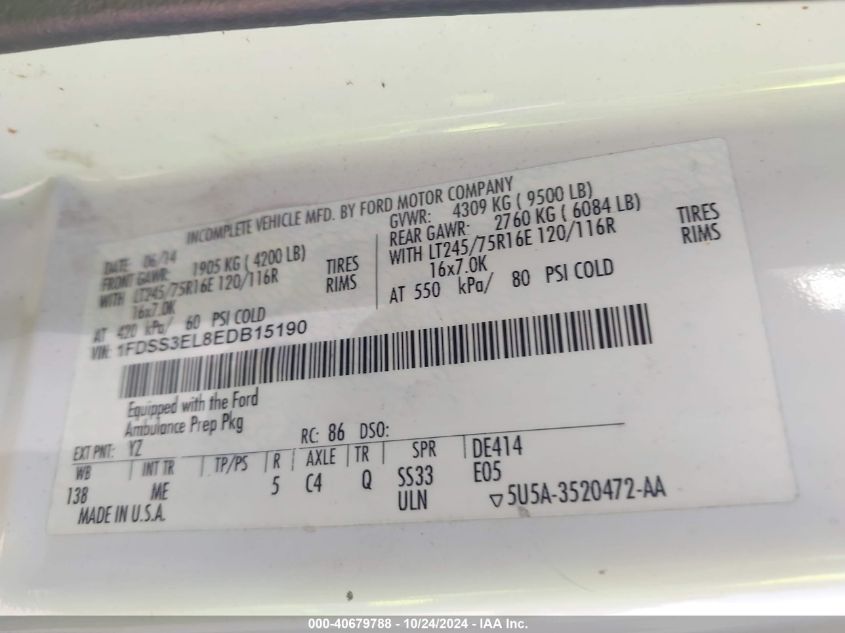 INCOMPLETE VEHICLE MFD. BY FORD MOTOR COMPANY
DATE: 06/14
FRONT GAWR: 1905 KG ( 4200 LB)
WITH LT245/75R16E 120/116R TIRES
16x7.0K RIMS
AT 420 kPa/ 60 PSI COLD
GVWR: 4309 KG ( 9500 LB)
REAR GAWR: 2760 KG ( 6084 LB)
WITH LT245/75R16E 120/116R TIRES
16x7.0K RIMS
AT 550 kPa/ 80 PSI COLD
VIN: 1FDSS3EL8EDB15190
Equipped with the Ford
Ambulance Prep Pkg
EXT PNT: YZ RC: 86 DSO:
WB INT TR TP/PS R AXLE TR SPR DE414
138 ME 5 C4 Q SS33 E05
MADE IN U.S.A. ULN ▽5U5A-3520472-AA
000-40679788 - 10/24/2024 - IAA Inc.